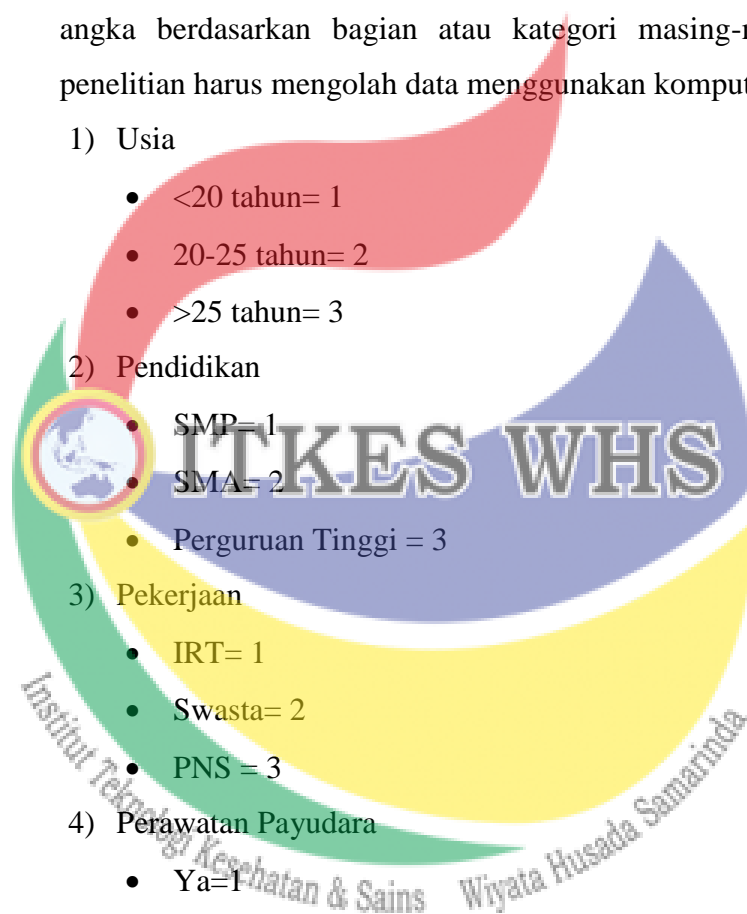 angka berdasarkan bagian atau kategori masing-
penelitian harus mengolah data menggunakan
1) Usia
• <20 tahun= 1
• 20-25 tahun= 2
• >25 tahun= 3
2) Pendidikan
• SMP= 1
ITKES WHS
• SMA= 2
• Perguruan Tinggi = 3
3) Pekerjaan
• IRT= 1
• Swasta= 2
• PNS = 3
4) Perawatan Payudara
• Ya=1
Institut Teknologi Kesehatan & Sains Wiyata Husada Samarinda